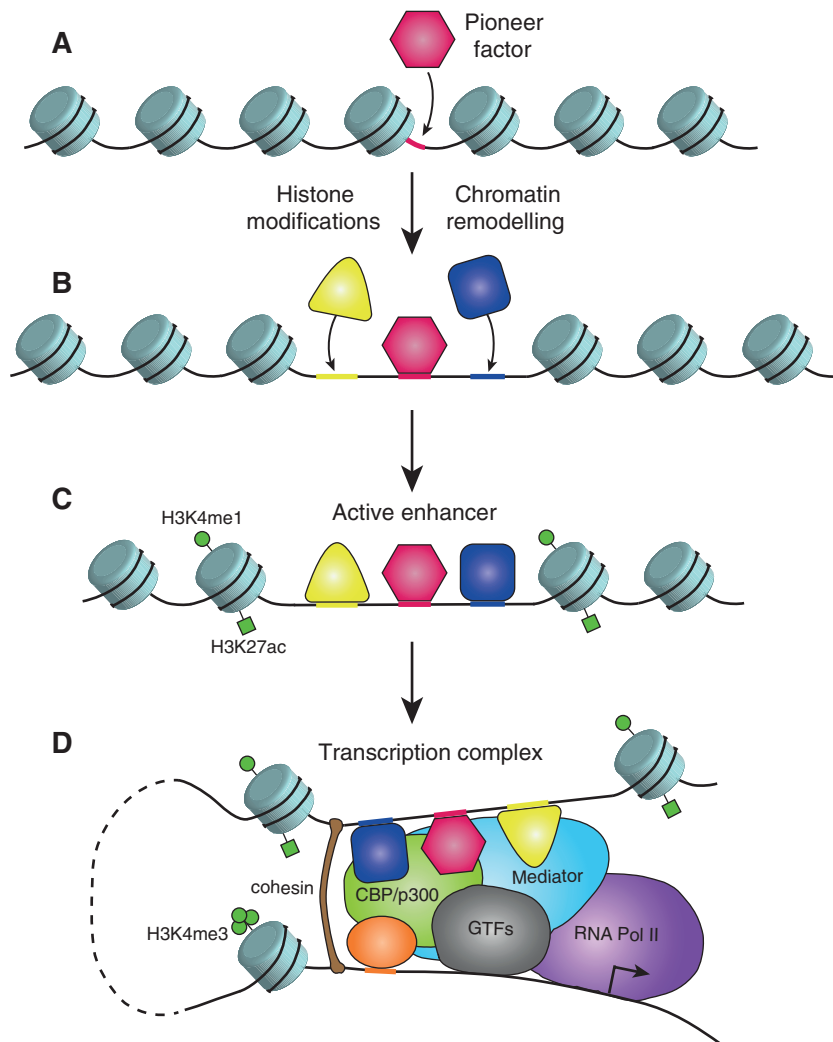 A
Pioneer
factor
Histone
modifications
Chromatin
remodelling
B
C
H3K4me1
Active enhancer
H3K27ac
D
Transcription complex
cohesin
CBP/p300
Mediator
H3K4me3
GTFs
RNA Pol II